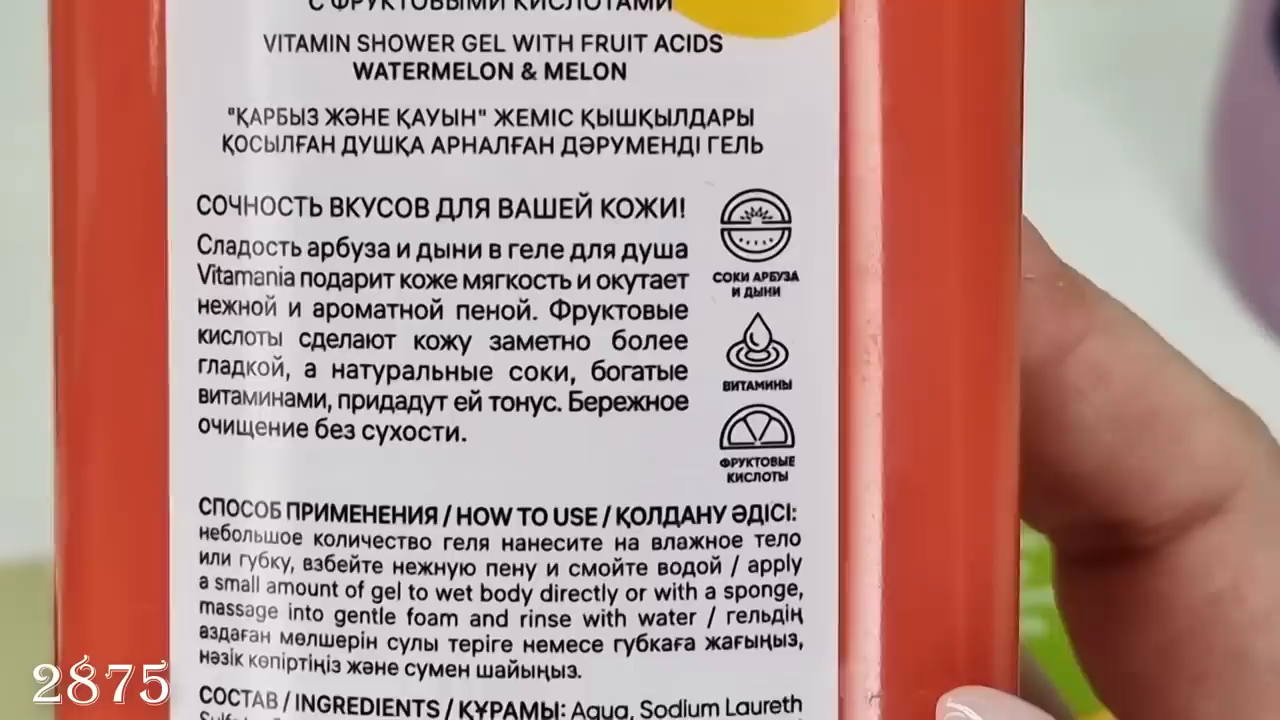 С ФРУКТОВЫМИ КИСЛОТАМИ
VITAMIN SHOWER GEL WITH FRUIT ACIDS
WATERMELON & MELON
"ҚАРБЫЗ ЖӘНЕ ҚАУЫН" ЖЕМІС ҚЫШҚЫЛДАРЫ
ҚОСЫЛҒАН ДУШҚА АРНАЛҒАН ДӘРУМЕНДІ ГЕЛЬ
СОЧНОСТЬ ВКУСОВ ДЛЯ ВАШЕЙ КОЖИ!
Сладость арбуза и дыни в геле для душа
Vitamania подарит коже мягкость и окутает
нежной и ароматной пеной. Фруктовые
кислоты сделают кожу заметно более
гладкой, а натуральные соки, богатые
витаминами, придадут ей тонус. Бережное
очищение без сухости.
СОКИ АРБУЗА
И ДЫНИ
ВИТАМИНЫ
ФРУКТОВЫЕ
КИСЛОТЫ
СПОСОБ ПРИМЕНЕНИЯ / HOW TO USE / ҚОЛДАНУ ӘДІСІ:
небольшое количество геля нанесите на влажное тело
или губку, взбейте нежную пену и смойте водой / apply
a small amount of gel to wet body directly or with a sponge,
massage into gentle foam and rinse with water / гельдің
аздаған мөлшерін сулы теріге немесе губкаға жағыңыз,
нәзік көпіртіңіз және сумен шайыңыз.
СОСТАВ / INGREDIENTS / ҚҰРАМЫ: Aqua, Sodium Laureth
2875